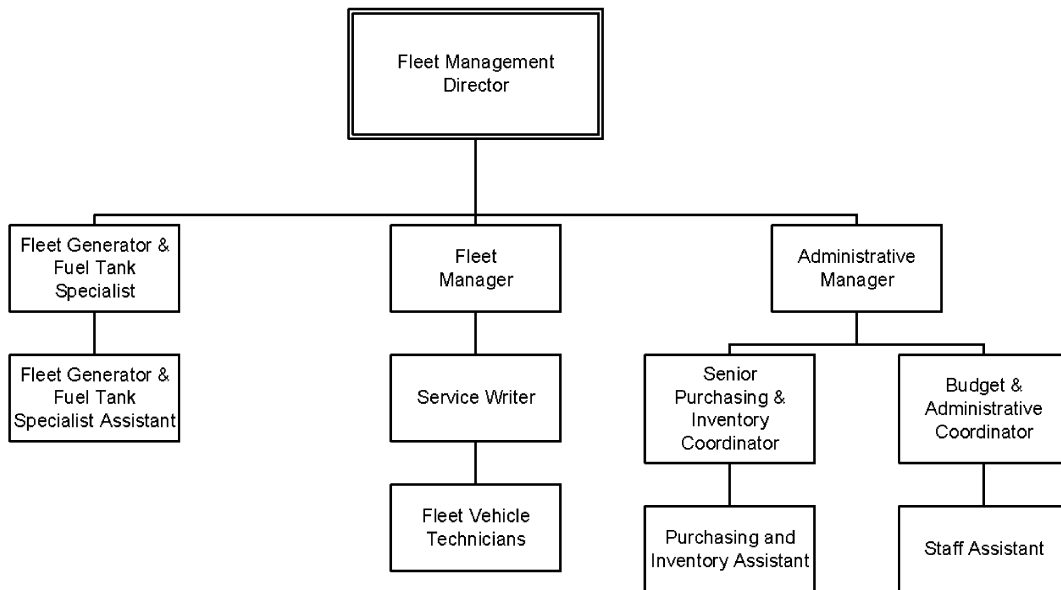 Fleet Management
Director
Fleet Generator &
Fuel Tank
Specialist
Fleet
Manager
Administrative
Manager
Fleet Generator &
Fuel Tank
Specialist Assistant
Service Writer
Senior
Purchasing &
Inventory
Coordinator
Budget &
Administrative
Coordinator
Fleet Vehicle
Technicians
Purchasing and
Inventory Assistant
Staff Assistant